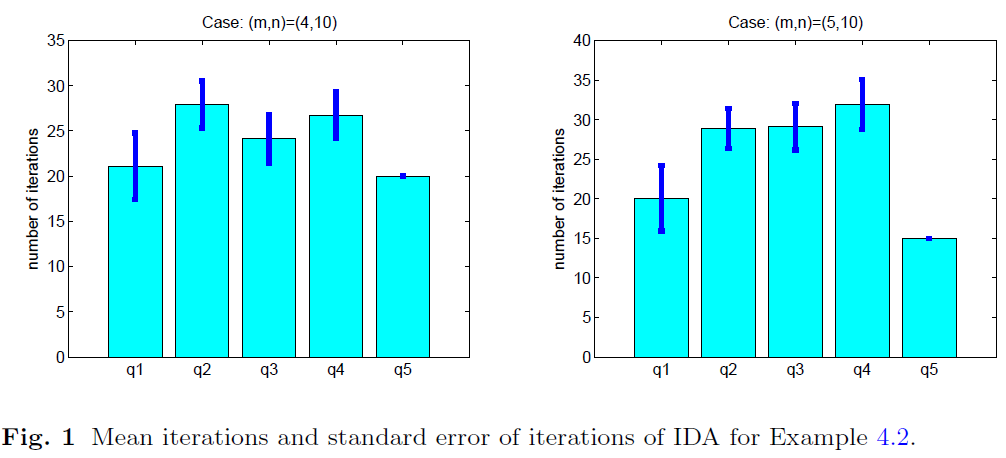 Case: (m,n)=(4,10)
35
30
25
20
15
10
5
0
number of iterations
q1 q2 q3 q4 q5
Case: (m,n)=(5,10)
40
35
30
25
20
15
10
5
0
number of iterations
q1 q2 q3 q4 q5
Fig. 1 Mean iterations and standard error of iterations of IDA for Example 4.2.